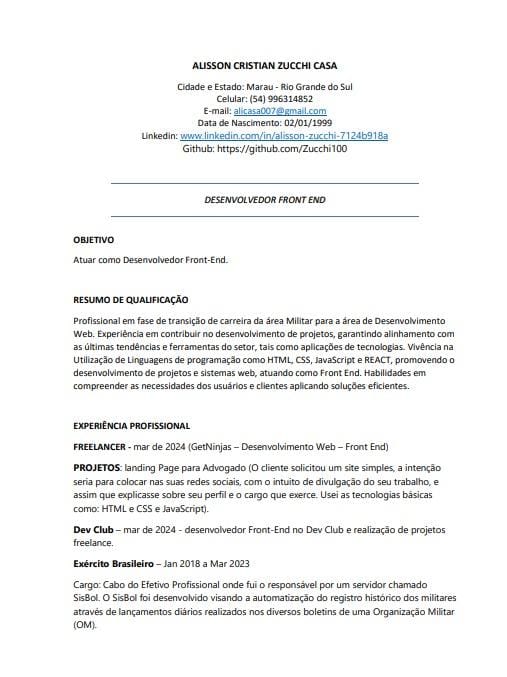 ALISSON CRISTIAN ZUCCHI CASA
Cidade e Estado: Marau - Rio Grande do Sul
Celular: (54) 996314852
E-mail: alicasa007@gmail.com
Data de Nascimento: 02/01/1999
Linkedin: www.linkedin.com/in/alisson-zucchi-7124b918a
Github: https://github.com/Zucchi100
DESENVOLVEDOR FRONT END
OBJETIVO
Atuar como Desenvolvedor Front-End.
RESUMO DE QUALIFICAÇÃO
Profissional em fase de transição de carreira da área Militar para a área de Desenvolvimento
Web. Experiência em contribuir no desenvolvimento de projetos, garantindo alinhamento com
as últimas tendências e ferramentas do setor, tais como aplicações de tecnologias. Vivência na
Utilização de Linguagens de programação como HTML, CSS, JavaScript e REACT, promovendo o
desenvolvimento de projetos e sistemas web, atuando como Front End. Habilidades em
compreender as necessidades dos usuários e clientes aplicando soluções eficientes.
EXPERIÊNCIA PROFISSIONAL
FREELANCER - mar de 2024 (GetNinjas – Desenvolvimento Web – Front End)
PROJETOS: landing Page para Advogado (O cliente solicitou um site simples, a intenção
seria para colocar nas suas redes sociais, com o intuito de divulgação do seu trabalho, e
assim que explicasse sobre seu perfil e o cargo que exerce. Usei as tecnologias básicas
como: HTML e CSS e JavaScript).
Dev Club – mar de 2024 - desenvolvedor Front-End no Dev Club e realização de projetos
freelance.
Exército Brasileiro – Jan 2018 a Mar 2023
Cargo: Cabo do Efetivo Profissional onde fui o responsável por um servidor chamado
SisBol. O SisBol foi desenvolvido visando a automatização do registro histórico dos militares
através de lançamentos diários realizados nos diversos boletins de uma Organização Militar
(OM).